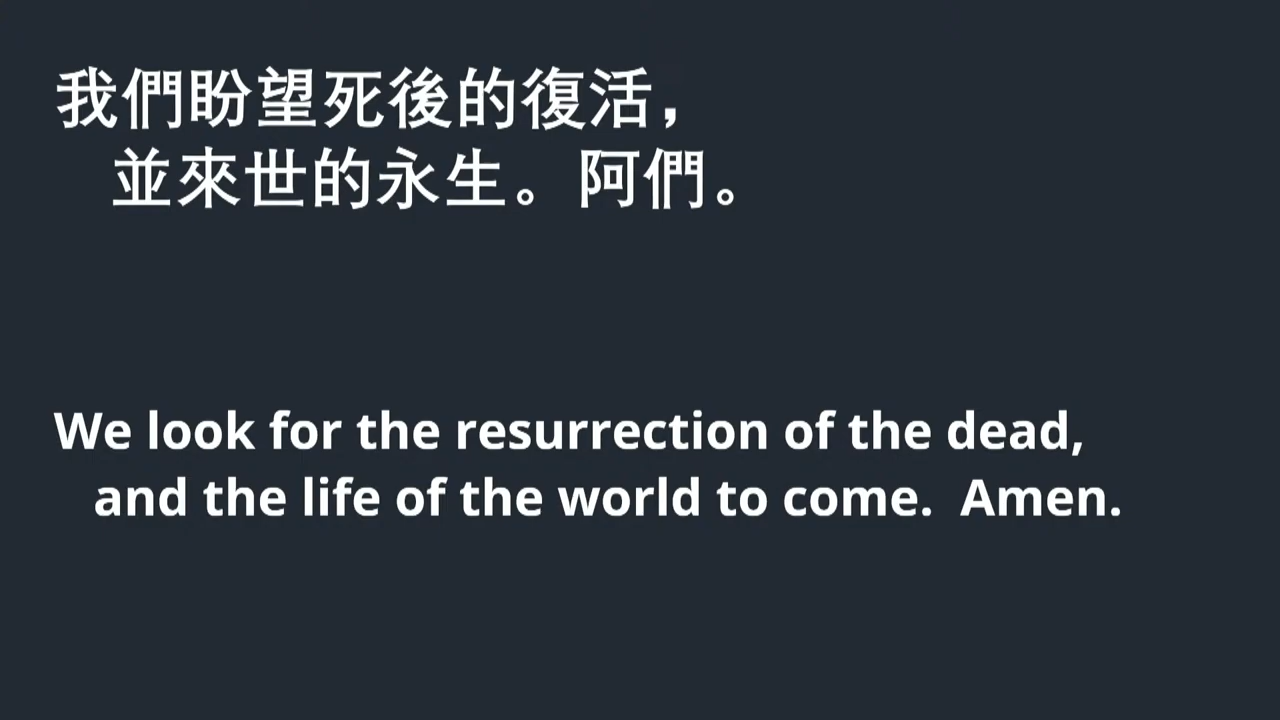 我們盼望死後的復活，
並來世的永生。阿們。
We look for the resurrection of the dead,
and the life of the world to come.  Amen.